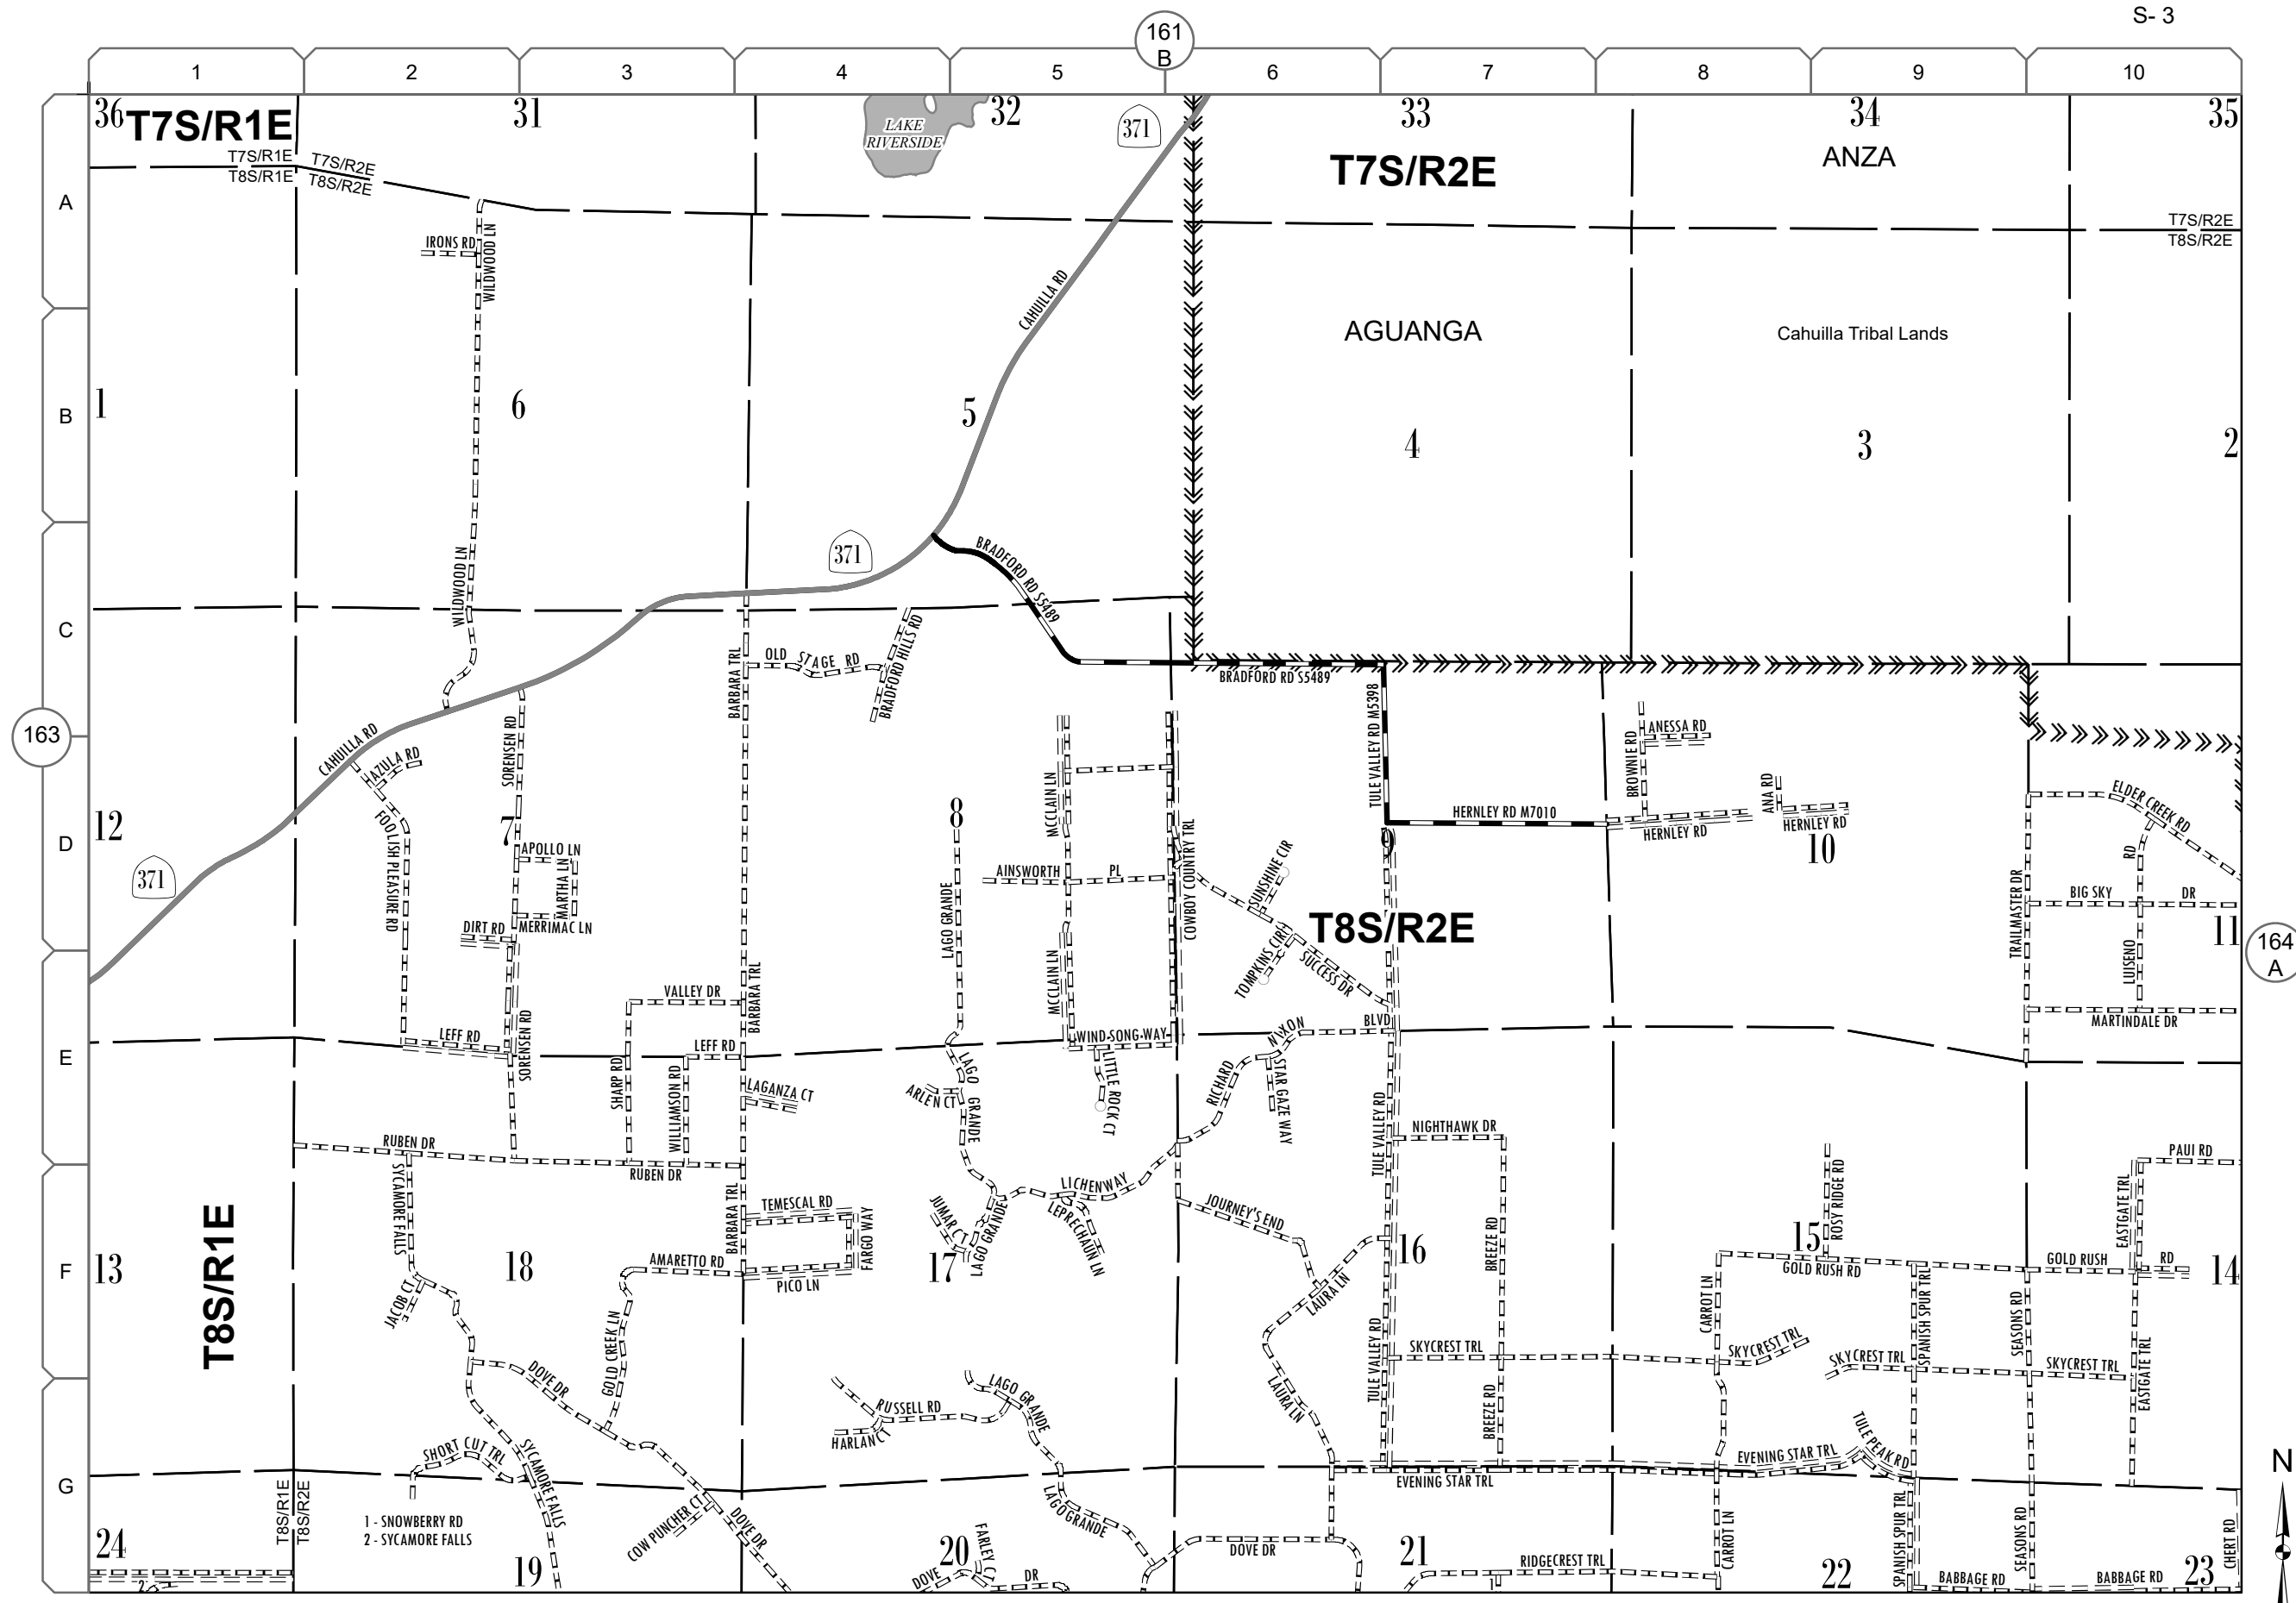 S- 3
161
B
1 2 3 4 5 6 7 8 9 10
36 T7S/R1E 31 32 371 33 34 35
LAKE
RIVERSIDE
T7S/R2E
ANZA
T7S/R1E T7S/R2E
T8S/R1E T8S/R2E
A
T7S/R2E
T8S/R2E
IRONS RD
WILDWOOD LN
CAHUILLA RD
AGUANGA
Cahuilla Tribal Lands
B
1 6 5 4 3 2
371
WILDWOOD LN
BRADFORD RD S5489
C
BARBARA TRL
OLD STAGE RD
BRADFORD HILLS RD
BRADFORD RD S5489
TULE VALLEY RD M5398
163
CAHUILLA RD
AZULA RD
SORENSEN RD
BROWNIE RD
ANESSA RD
ANA RD
ELDER CREEK RD
MCCLAIN LN
HERNLEY RD M7010
HERNLEY RD
HERNLEY RD
12 7 8 9 10
D
FOOLISH PLEASURE RD
APOLLO LN
MARTHA LN
MERRIMAC LN
DIRT RD
371
LAGO GRANDE
AINSWORTH PL
COWBOY COUNTRY TRL
SUNSHINE CIR
TOMPKINS CIR
SUCCESS DR
T8S/R2E
TRAILMASTER DR
BIG SKY DR
LUISENO RD
11
164
A
VALLEY DR
BARBARA TRL
MCCLAIN LN
MARTINDALE DR
LEFF RD
SORENSEN RD
LEFF RD
WIND SONG WAY
RICHARD NIXON BLVD
E
SHARP RD
WILLIAMSON RD
LAGANZA CT
ARLEN CT
LAGO GRANDE
LITTLE ROCK CT
STAR GAZE WAY
TULE VALLEY RD
NIGHTHAWK DR
RUBEN DR
RUBEN DR
PAUI RD
SYCAMORE FALLS
BARBARA TRL
TEMESCAL RD
FARGO WAY
JUMAR CT
LAGO GRANDE
LICHENWAY
LEPRECHAUN LN
JOURNEY'S END
BREEZE RD
ROSY RIDGE RD
EASTGATE TRL
T8S/R1E
F
13 18 17 16 15 14
AMARETTO RD
PICO LN
GOLD RUSH RD
GOLD RUSH RD
JACOB CT
GOLD CREEK LN
LAURA LN
CARROT LN
SPANISH SPUR TRL
SEASONS RD
TULE VALLEY RD
SKYCREST TRL
SKYCREST TRL
SKYCREST TRL
SKYCREST TRL
DOVE DR
LAURA LN
BREEZE RD
EASTGATE TRL
LAGO GRANDE
RUSSELL RD
HARLAN CT
TULE PEAK RD
SHORT CUT TRL
SYCAMORE FALLS
EVENING STAR TRL
EVENING STAR TRL
G
T8S/R1E
T8S/R2E
1 - SNOWBERRY RD
2 - SYCAMORE FALLS
COW PUNCHER CT
DOVE DR
LAGO GRANDE
FARLEY CT
DOVE DR
CARROT LN
SPANISH SPUR TRL
SEASONS RD
CHERT RD
N
24 19 20 21 22 23
DOVE DR
RIDGECREST TRL
BABBAGE RD
BABBAGE RD
2